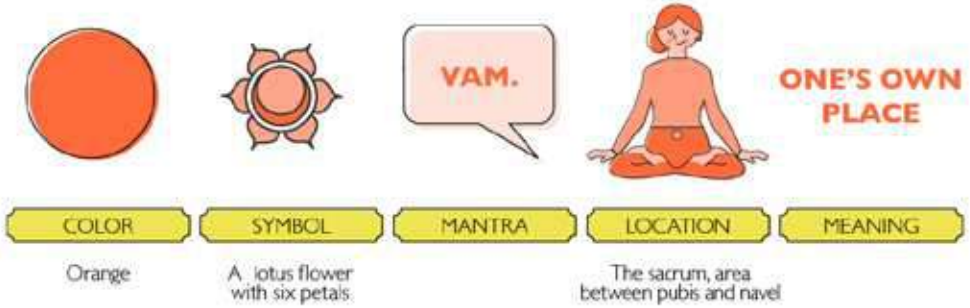 VAM.
ONE'S OWN
PLACE
COLOR
SYMBOL
MANTRA
LOCATION
MEANING
Orange
A lotus flower
with six petals
The sacrum, area
between pubis and navel